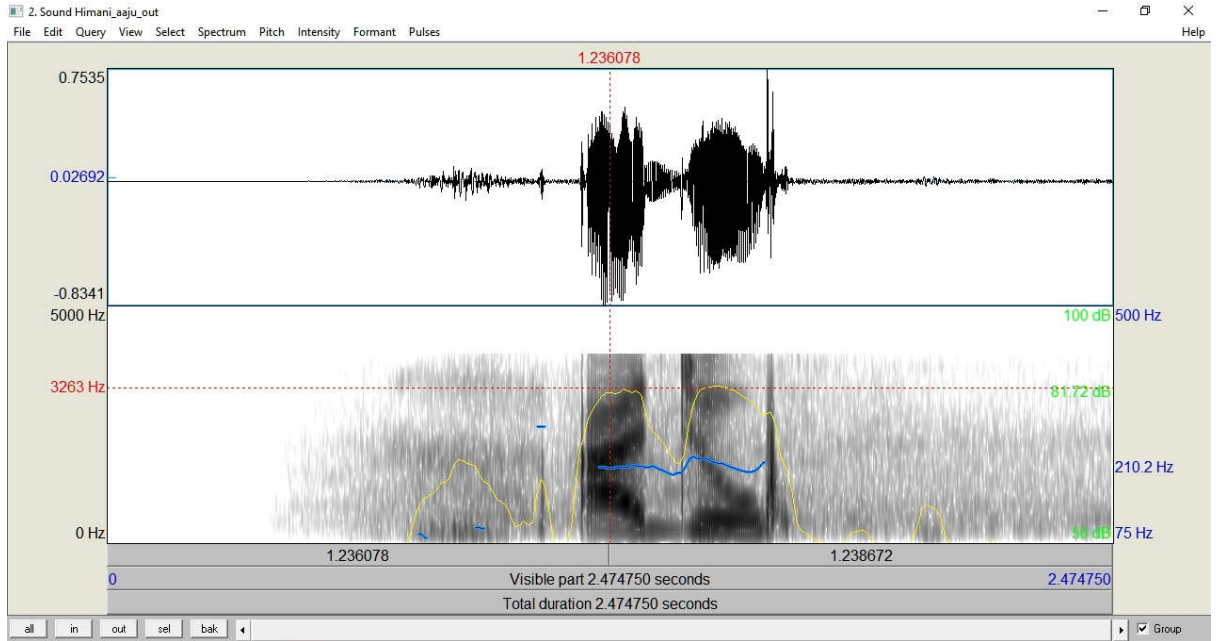 2. Sound Himani_aaju_out
File Edit Query View Select Spectrum Pitch Intensity Formant Pulses Help
1.236078
0.7535
0.02692
-0.8341
5000 Hz 100 dB 500 Hz
3263 Hz 81.72 dB
210.2 Hz
0 Hz 50 dB 75 Hz
1.236078 1.238672
0 Visible part 2.474750 seconds 2.474750
Total duration 2.474750 seconds
all in out sel bak Group